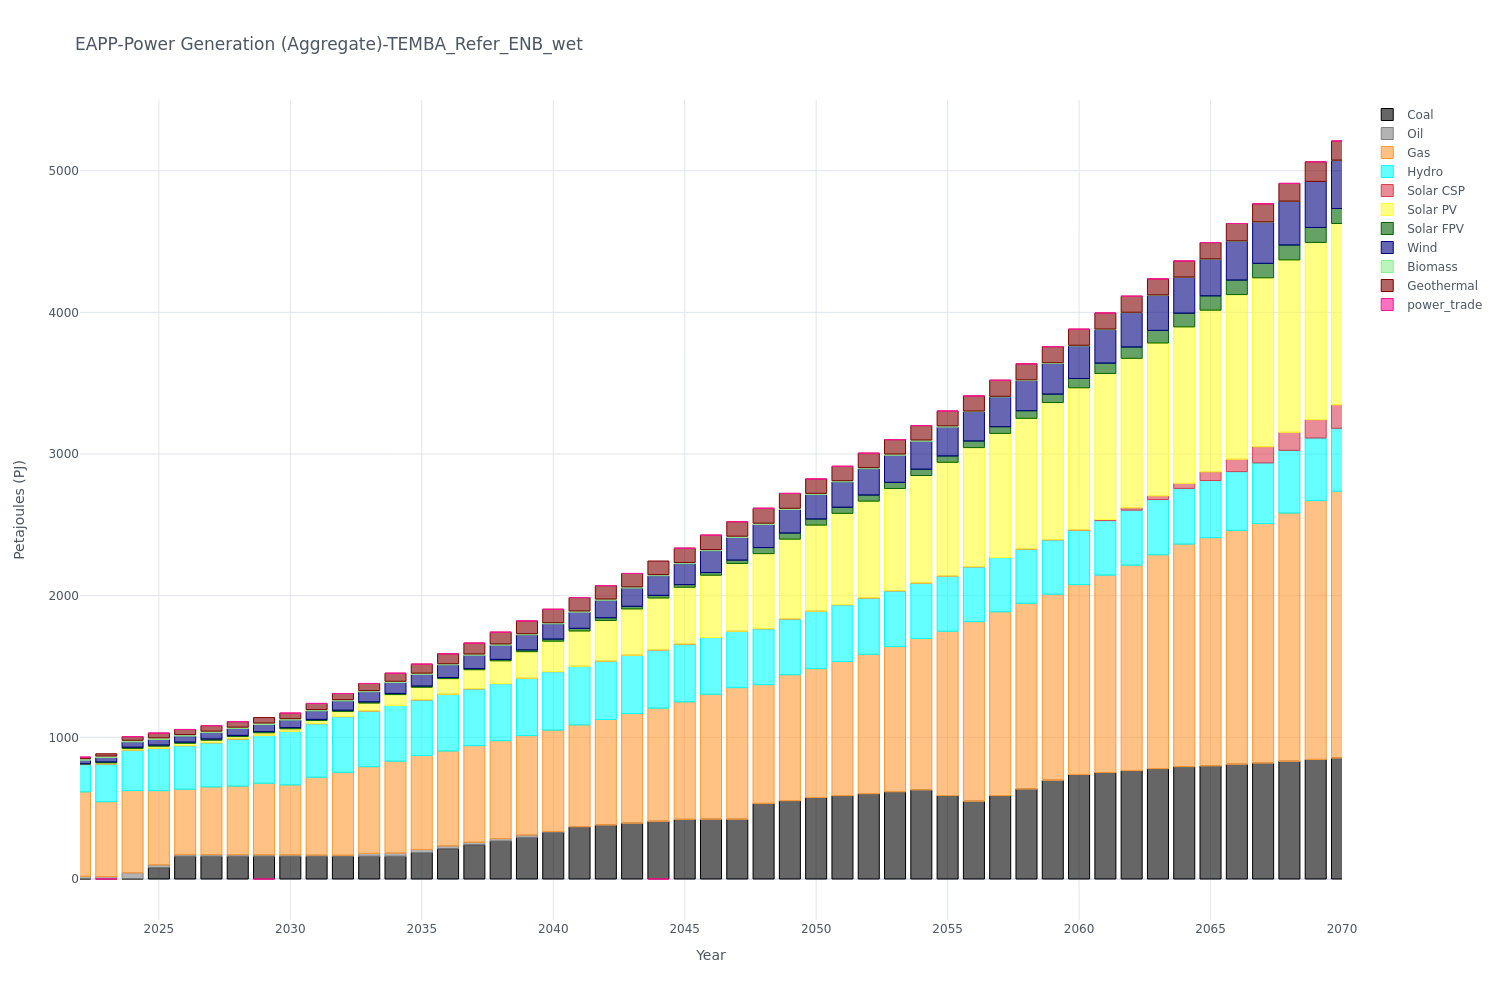 EAPP-Power Generation (Aggregate)-TEMBA_Refer_ENB_wet
Petajoules (PJ)
5000
4000
3000
2000
1000
0
2025
2030
2035
2040
2045
2050
2055
2060
2065
2070
Year
Coal
Oil
Gas
Hydro
Solar CSP
Solar PV
Solar FPV
Wind
Biomass
Geothermal
power_trade